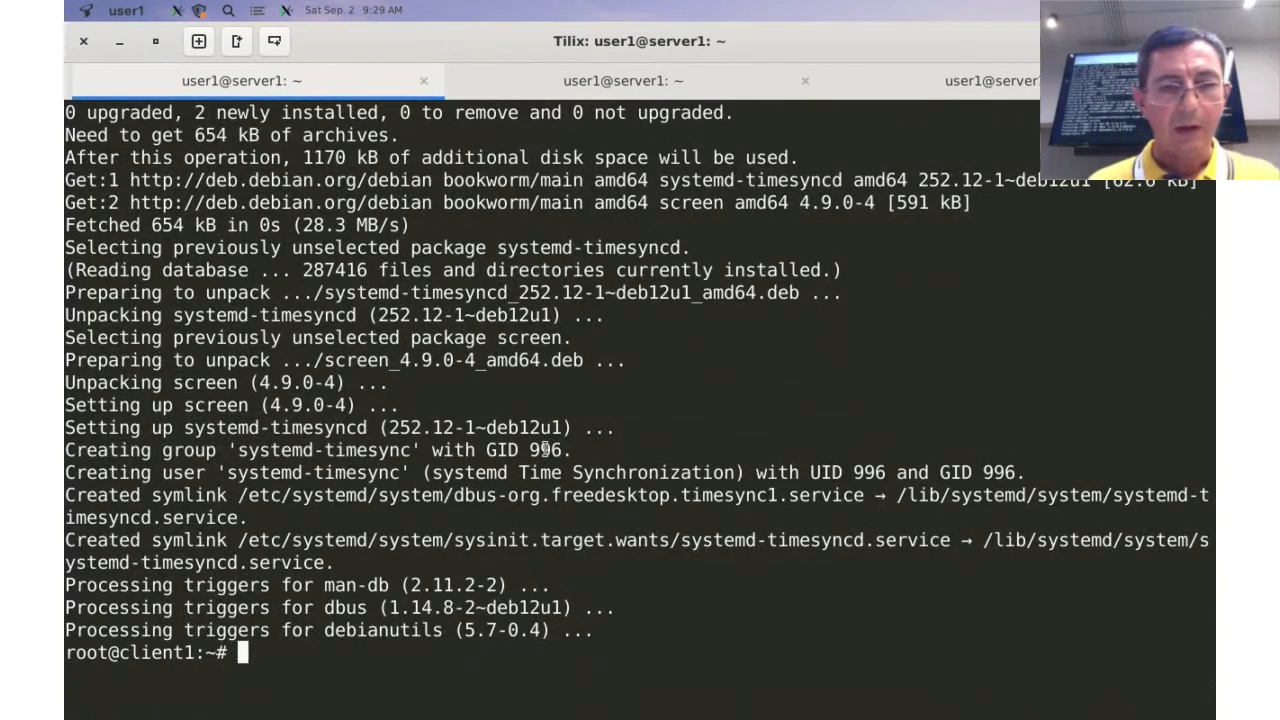 user1
Sat Sep 2 9:29 AM
Tilix: user1@server1: ~
user1@server1: ~
user1@server1: ~
user1@server1:
0 upgraded, 2 newly installed, 0 to remove and 0 not upgraded.
Need to get 654 kB of archives.
After this operation, 1170 kB of additional disk space will be used.
Get:1 http://deb.debian.org/debian bookworm/main amd64 systemd-timesyncd amd64 252.12-1~deb12u1 [62.6 kB]
Get:2 http://deb.debian.org/debian bookworm/main amd64 screen amd64 4.9.0-4 [591 kB]
Fetched 654 kB in 0s (28.3 MB/s)
Selecting previously unselected package systemd-timesyncd.
(Reading database ... 287416 files and directories currently installed.)
Preparing to unpack .../systemd-timesyncd_252.12-1~deb12u1_amd64.deb ...
Unpacking systemd-timesyncd (252.12-1~deb12u1) ...
Selecting previously unselected package screen.
Preparing to unpack .../screen_4.9.0-4_amd64.deb ...
Unpacking screen (4.9.0-4) ...
Setting up screen (4.9.0-4) ...
Setting up systemd-timesyncd (252.12-1~deb12u1) ...
Creating group 'systemd-timesync' with GID 996.
Creating user 'systemd-timesync' (systemd Time Synchronization) with UID 996 and GID 996.
Created symlink /etc/systemd/system/dbus-org.freedesktop.timesync1.service → /lib/systemd/system/systemd-t
imesyncd.service.
Created symlink /etc/systemd/system/sysinit.target.wants/systemd-timesyncd.service → /lib/systemd/system/s
ystemd-timesyncd.service.
Processing triggers for man-db (2.11.2-2) ...
Processing triggers for dbus (1.14.8-2~deb12u1) ...
Processing triggers for debianutils (5.7-0.4) ...
root@client1:~#